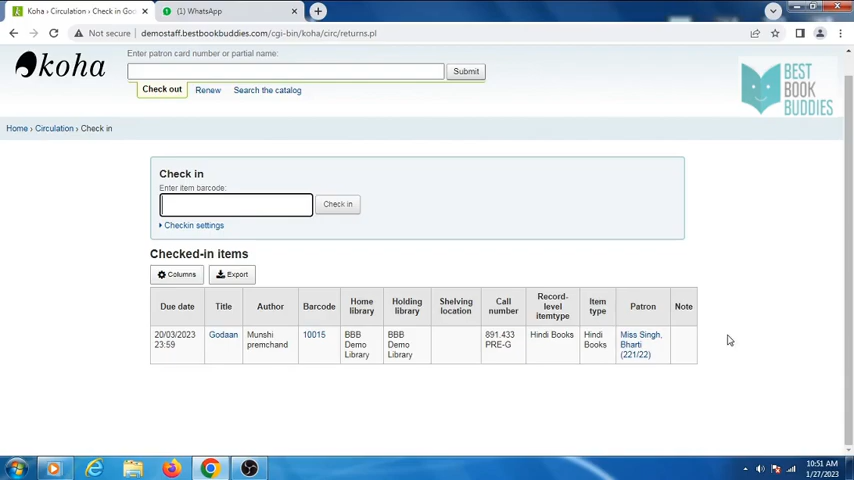 Koha › Circulation › Check in Goo
(1) WhatsApp
Not secure | demostaff.bestbookbuddies.com/cgi-bin/koha/circ/returns.pl
Enter patron card number or partial name:
koha
Submit
Check out
Renew
Search the catalog
BEST
BOOK
BUDDIES
Home › Circulation › Check in
Check in
Enter item barcode:
Check in
Checkin settings
Checked-in items
Columns
Export
Due date Title Author Barcode Home library Holding library Shelving location Call number Record-level itemtype Item type Patron Note
20/03/2023 23:59 Godaan Munshi premchand 10015 BBB Demo Library BBB Demo Library 891.433 PRE-G Hindi Books Hindi Books Miss Singh, Bharti (221/22)
10:51 AM
1/27/2023